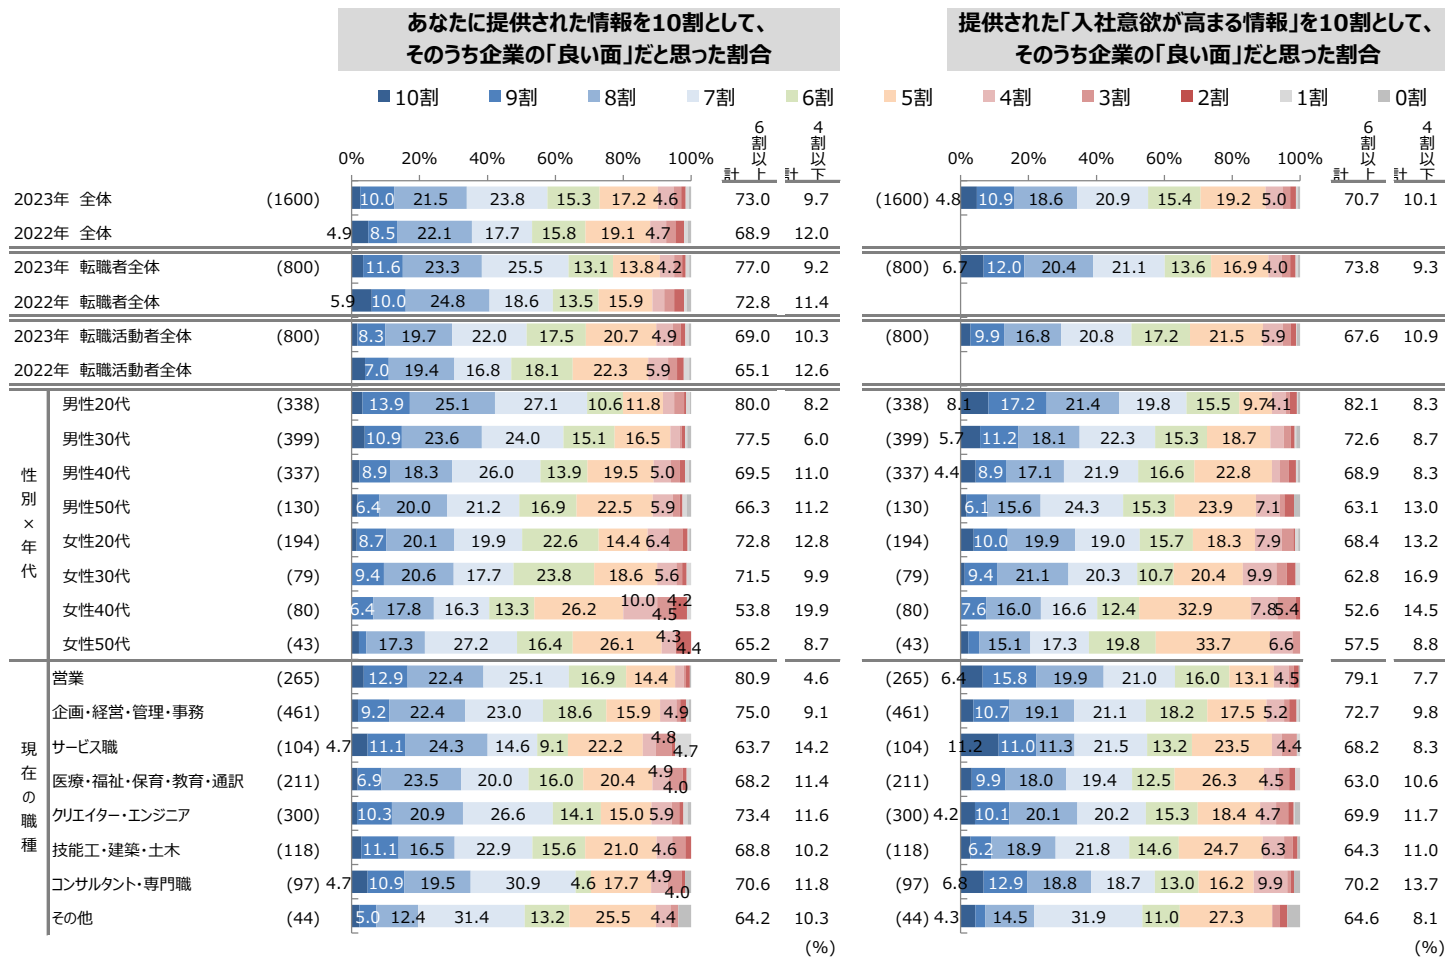 あなたに提供された情報を10割として、
そのうち企業の「良い面」だと思った割合
提供された「入社意欲が高まる情報」を10割として、
そのうち企業の「良い面」だと思った割合
10割 9割 8割 7割 6割 5割 4割 3割 2割 1割 0割
0% 20% 40% 60% 80% 100% 6割以上計 4割以下計 0% 20% 40% 60% 80% 100% 6割以上計 4割以下計
2023年 全体 (1600) 10.0 21.5 23.8 15.3 17.2 4.6 73.0 9.7 (1600) 4.8 10.9 18.6 20.9 15.4 19.2 5.0 70.7 10.1
2022年 全体 4.9 8.5 22.1 17.7 15.8 19.1 4.7 68.9 12.0
2023年 転職者全体 (800) 11.6 23.3 25.5 13.1 13.8 4.2 77.0 9.2 (800) 6.7 12.0 20.4 21.1 13.6 16.9 4.0 73.8 9.3
2022年 転職者全体 5.9 10.0 24.8 18.6 13.5 15.9 72.8 11.4
2023年 転職活動者全体 (800) 8.3 19.7 22.0 17.5 20.7 4.9 69.0 10.3 (800) 9.9 16.8 20.8 17.2 21.5 5.9 67.6 10.9
2022年 転職活動者全体 7.0 19.4 16.8 18.1 22.3 5.9 65.1 12.6
性別×年代
男性20代 (338) 13.9 25.1 27.1 10.6 11.8 80.0 8.2 (338) 8.1 17.2 21.4 19.8 15.5 9.7 4.1 82.1 8.3
男性30代 (399) 10.9 23.6 24.0 15.1 16.5 77.5 6.0 (399) 5.7 11.2 18.1 22.3 15.3 18.7 72.6 8.7
男性40代 (337) 8.9 18.3 26.0 13.9 19.5 5.0 69.5 11.0 (337) 4.4 8.9 17.1 21.9 16.6 22.8 68.9 8.3
男性50代 (130) 6.4 20.0 21.2 16.9 22.5 5.9 66.3 11.2 (130) 6.1 15.6 24.3 15.3 23.9 7.1 63.1 13.0
女性20代 (194) 8.7 20.1 19.9 22.6 14.4 6.4 72.8 12.8 (194) 10.0 19.9 19.0 15.7 18.3 7.9 68.4 13.2
女性30代 (79) 9.4 20.6 17.7 23.8 18.6 5.6 71.5 9.9 (79) 9.4 21.1 20.3 10.7 20.4 9.9 62.8 16.9
女性40代 (80) 6.4 17.8 16.3 13.3 26.2 10.0 4.5 4.2 53.8 19.9 (80) 7.6 16.0 16.6 12.4 32.9 7.8 5.4 52.6 14.5
女性50代 (43) 17.3 27.2 16.4 26.1 4.3 4.4 65.2 8.7 (43) 15.1 17.3 19.8 33.7 6.6 57.5 8.8
現在の職種
営業 (265) 12.9 22.4 25.1 16.9 14.4 80.9 4.6 (265) 6.4 15.8 19.9 21.0 16.0 13.1 4.5 79.1 7.7
企画・経営・管理・事務 (461) 9.2 22.4 23.0 18.6 15.9 4.9 75.0 9.1 (461) 10.7 19.1 21.1 18.2 17.5 5.2 72.7 9.8
サービス職 (104) 4.7 11.1 24.3 14.6 9.1 22.2 4.8 4.7 63.7 14.2 (104) 11.2 11.0 11.3 21.5 13.2 23.5 4.4 68.2 8.3
医療・福祉・保育・教育・通訳 (211) 6.9 23.5 20.0 16.0 20.4 4.9 4.0 68.2 11.4 (211) 9.9 18.0 19.4 12.5 26.3 4.5 63.0 10.6
クリエイター・エンジニア (300) 10.3 20.9 26.6 14.1 15.0 5.9 73.4 11.6 (300) 4.2 10.1 20.1 20.2 15.3 18.4 4.7 69.9 11.7
技能工・建築・土木 (118) 11.1 16.5 22.9 15.6 21.0 4.6 68.8 10.2 (118) 6.2 18.9 21.8 14.6 24.7 6.3 64.3 11.0
コンサルタント・専門職 (97) 4.7 10.9 19.5 30.9 4.6 17.7 4.9 4.0 70.6 11.8 (97) 6.8 12.9 18.8 18.7 13.0 16.2 9.9 70.2 13.7
その他 (44) 5.0 12.4 31.4 13.2 25.5 4.4 64.2 10.3 (44) 4.3 14.5 31.9 11.0 27.3 64.6 8.1
(%) (%)